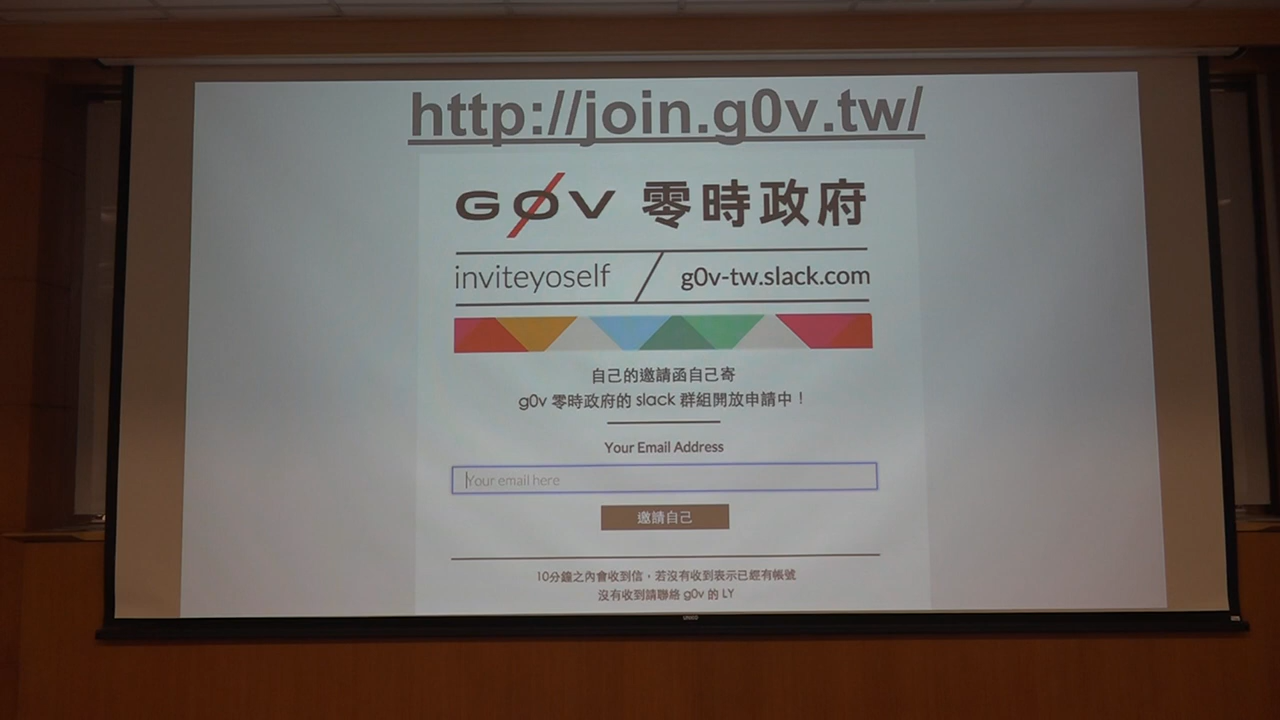 http://join.g0v.tw/
G0V 零時政府
inviteyoself / g0v-tw.slack.com
自己的邀請函自己寄
g0v 零時政府的 slack 群組開放申請中！
Your Email Address
Your email here
邀請自己
10分鐘之內會收到信，若沒有收到表示已經有帳號
沒有收到請聯絡 g0v 的 LY